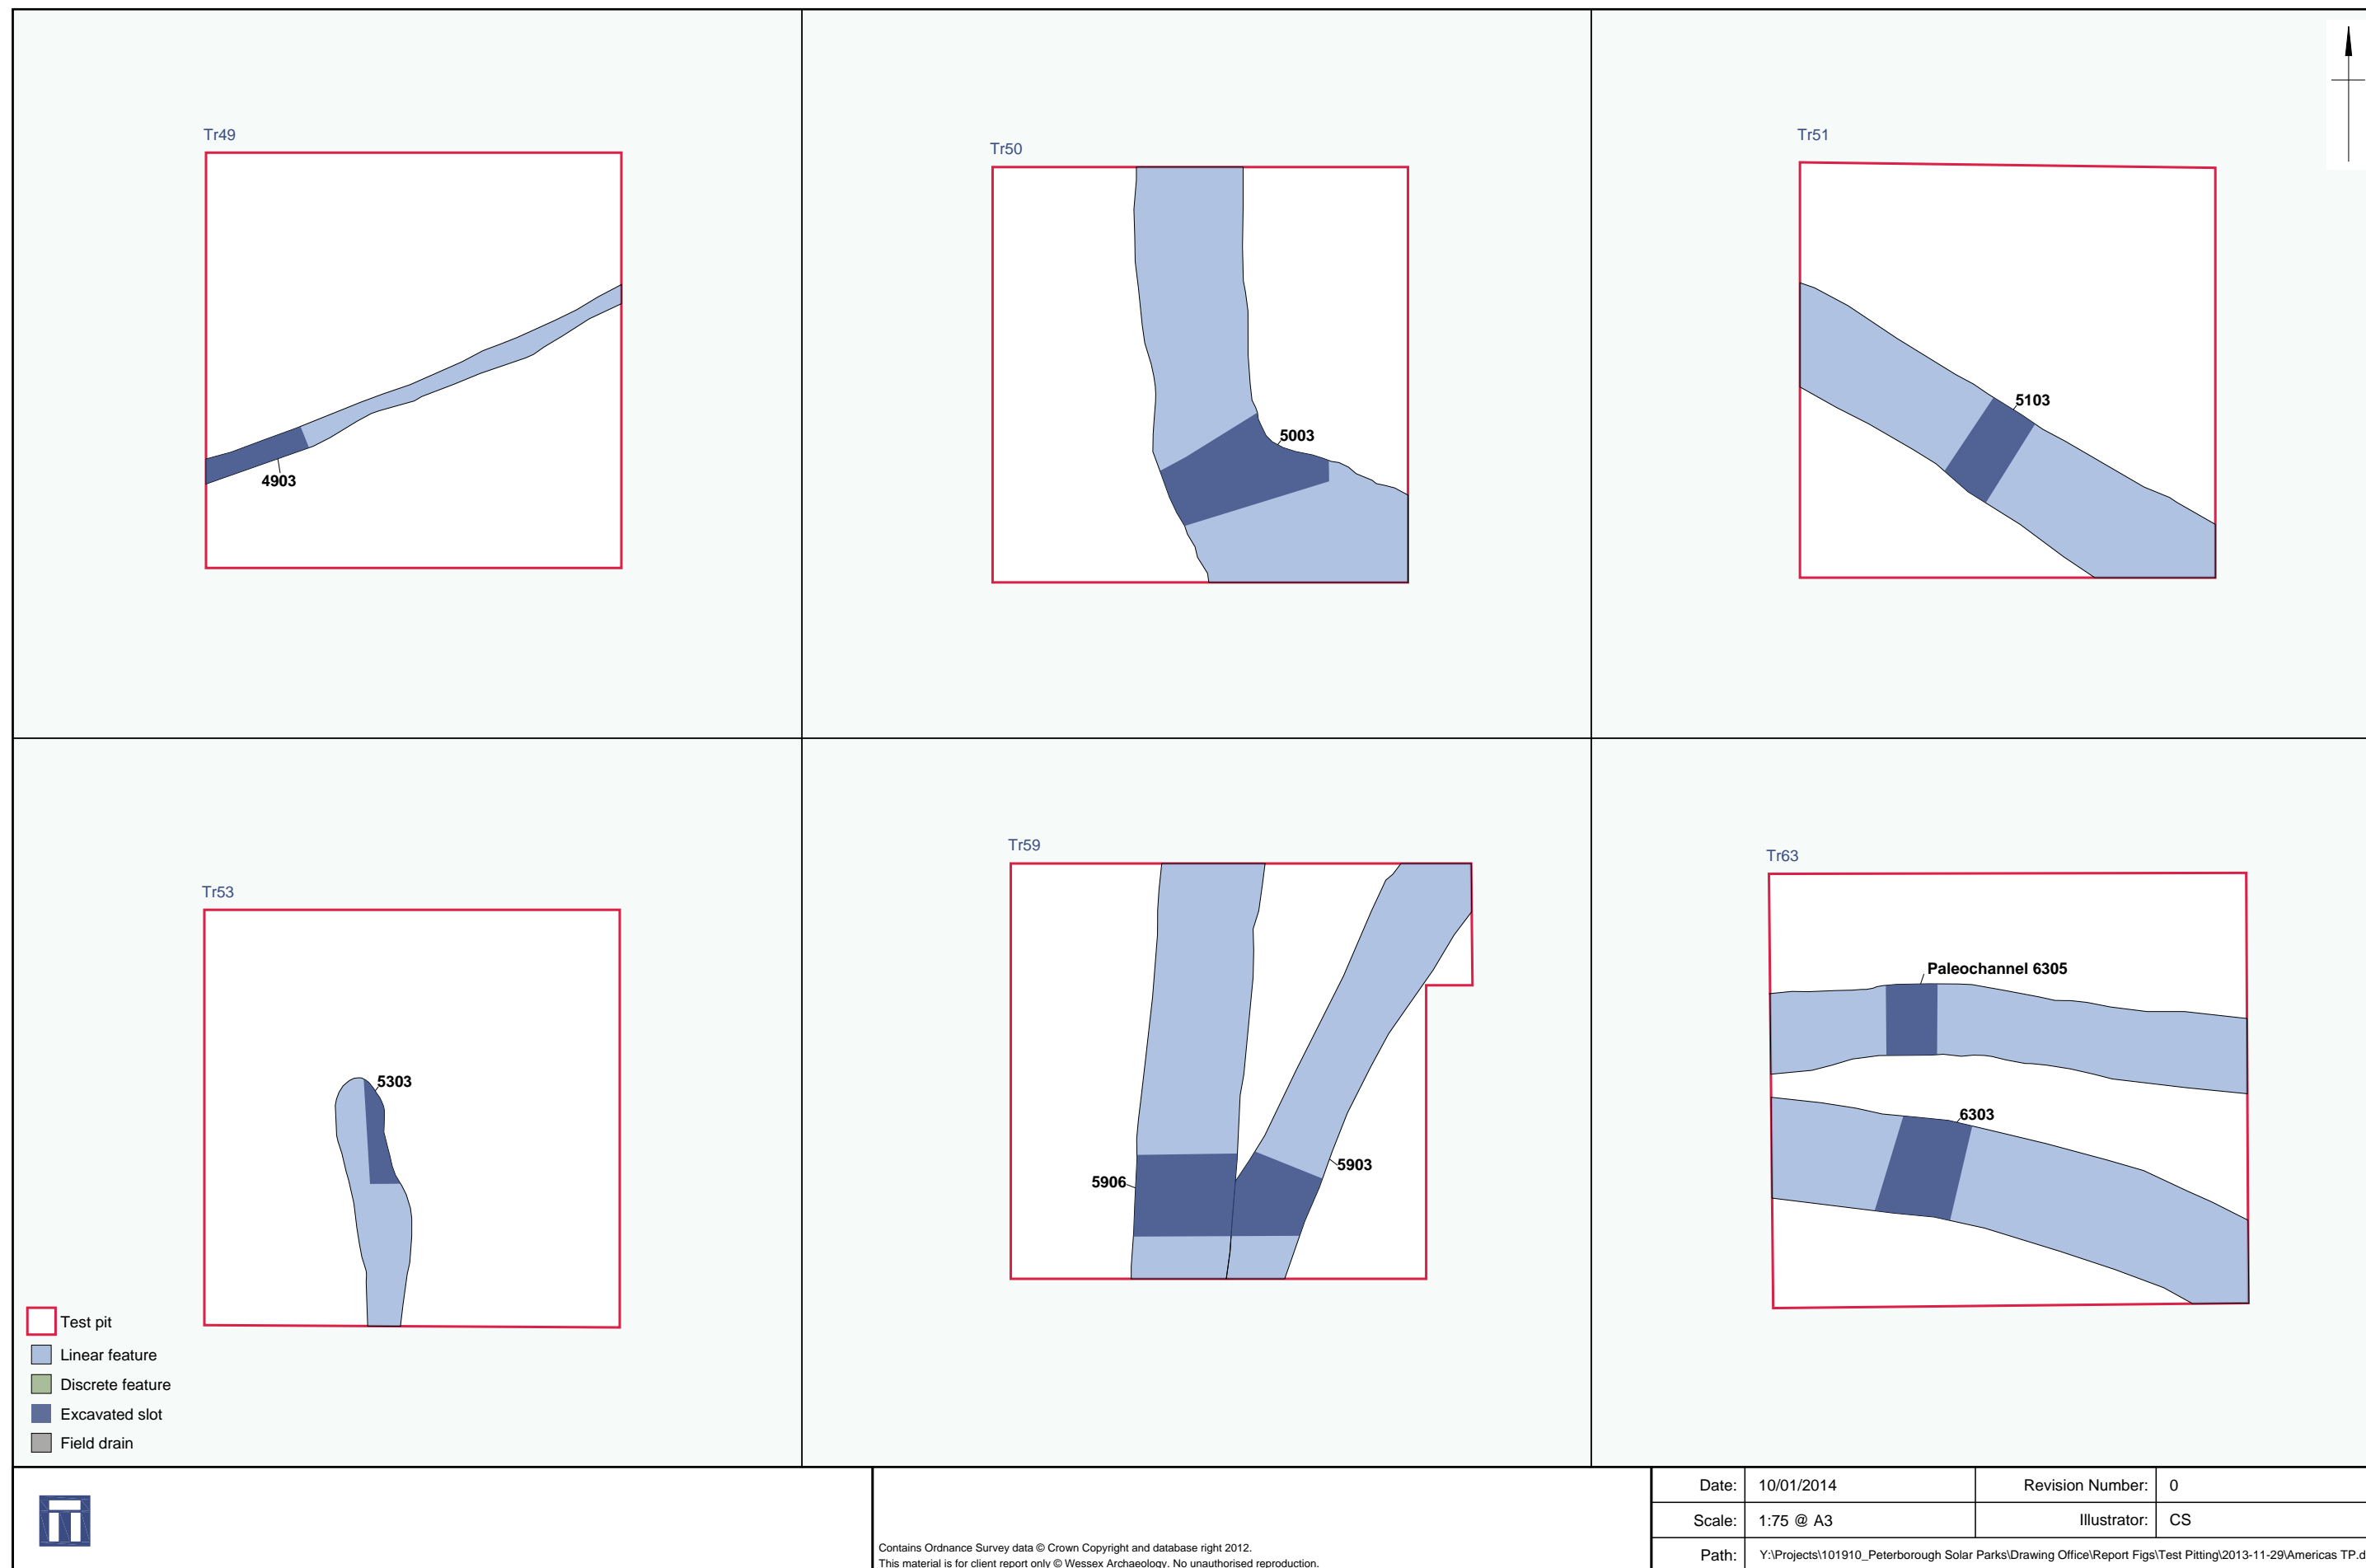 Tr49
Tr50
Tr51
4903
5003
5103
Tr53
Tr59
Tr63
5303
5906
5903
Paleochannel 6305
6303
Test pit
Linear feature
Discrete feature
Excavated slot
Field drain
Contains Ordnance Survey data © Crown Copyright and database right 2012.
This material is for client report only © Wessex Archaeology. No unauthorised reproduction.
Date: 10/01/2014 Revision Number: 0
Scale: 1:75 @ A3 Illustrator: CS
Path: Y:\Projects\101910_Peterborough Solar Parks\Drawing Office\Report Figs\Test Pitting\2013-11-29\Americas TP.d